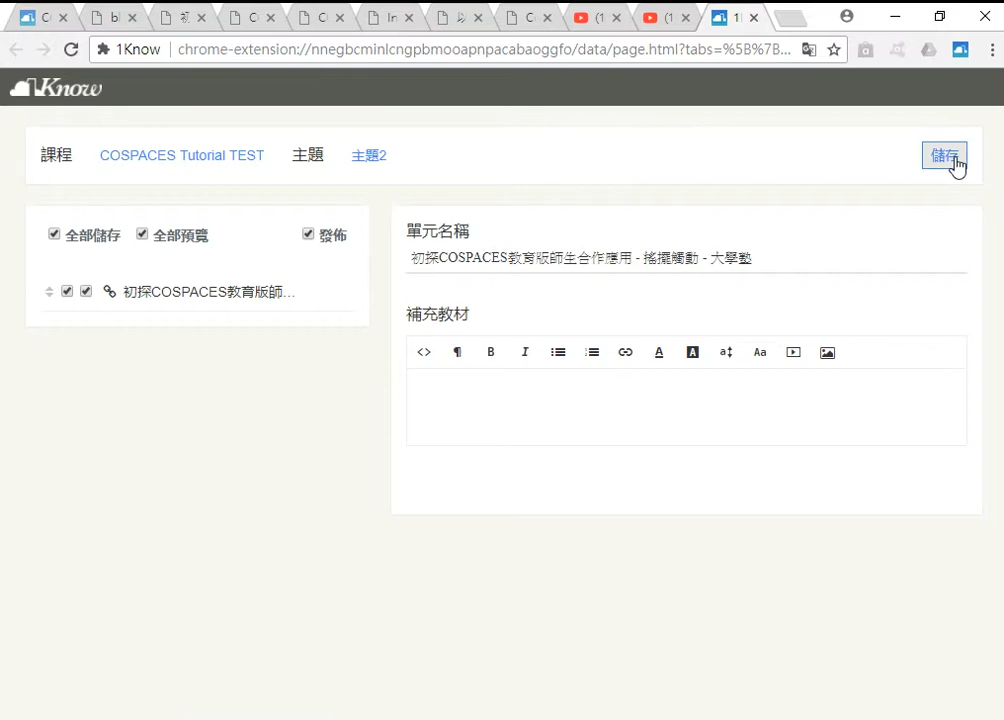 1Know
chrome-extension://nnegbcminlcngpbmooapnpacabaoggfo/data/page.html?tabs=%5B%7B...
1Know
課程 COSPACES Tutorial TEST 主題 主題2 儲存
全部儲存 全部預覽 發佈
初探COSPACES教育版師...
單元名稱
初探COSPACES教育版師生合作應用 - 搖擺觸動 - 大學塾
補充教材
<> ¶ B I A A a Aa